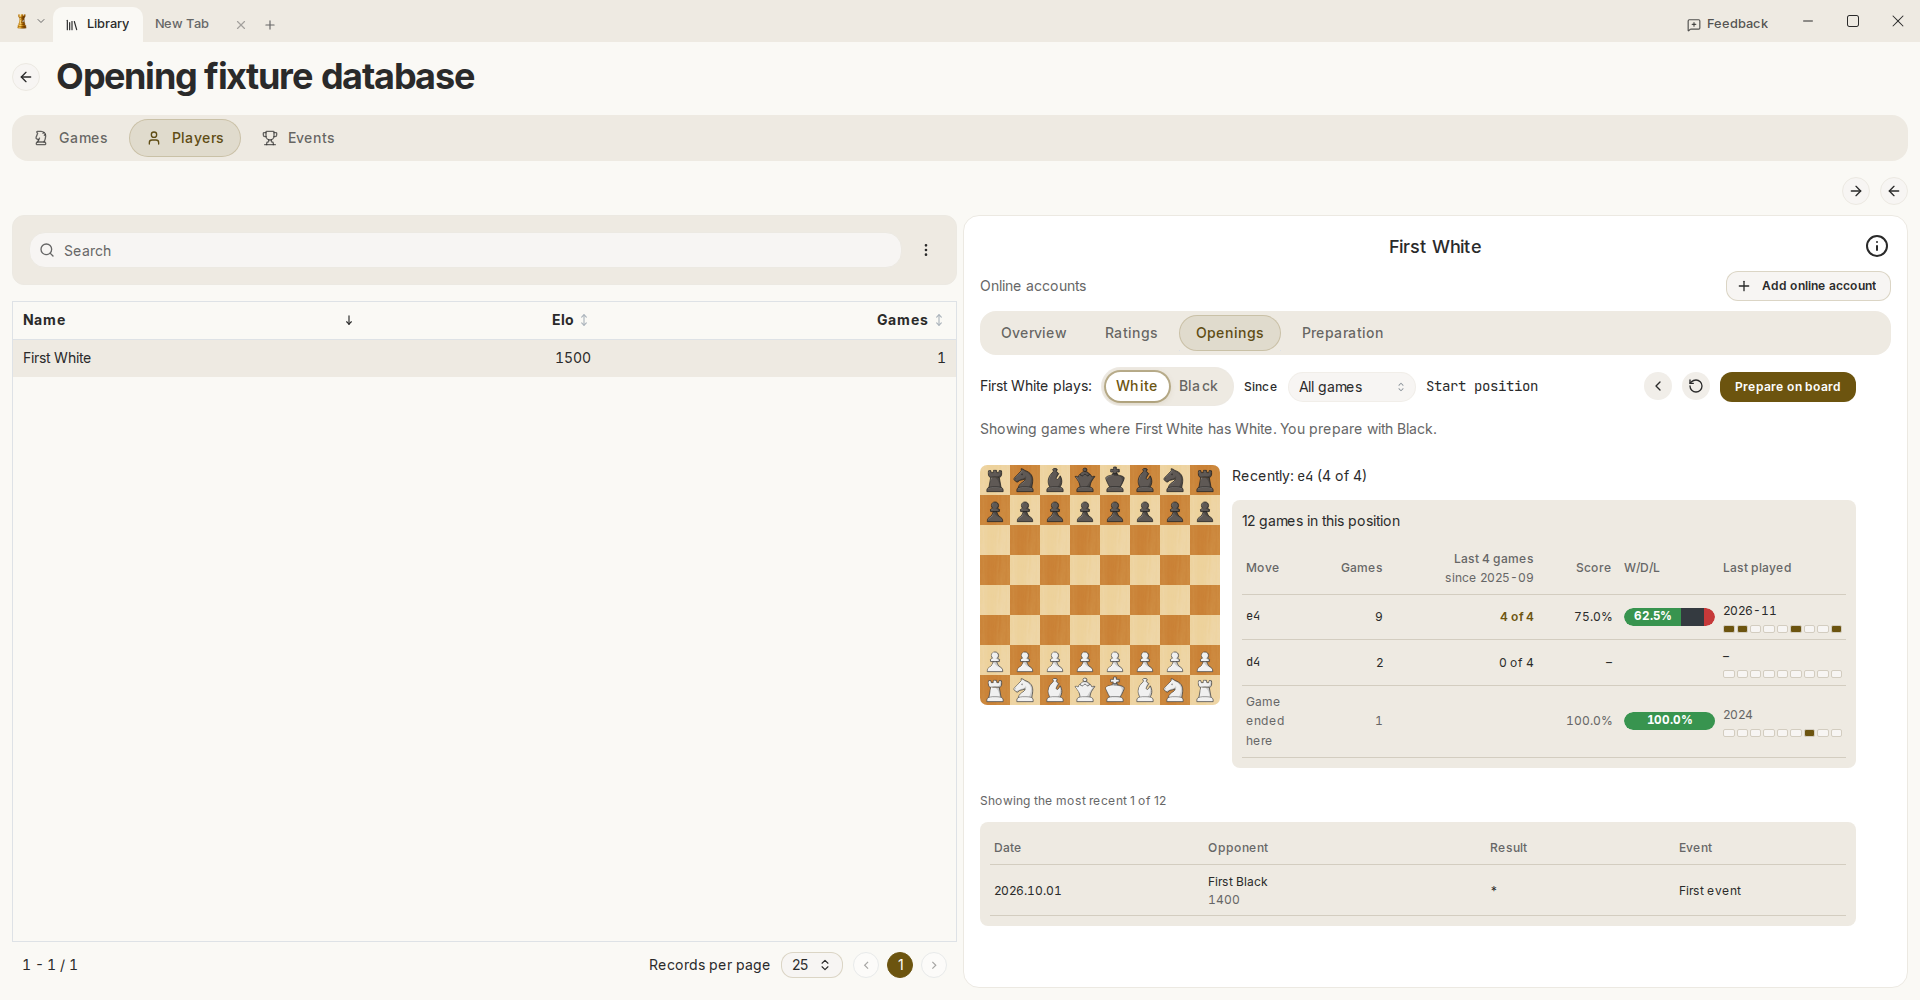 Library
New Tab
Feedback
Opening fixture database
Games
Players
Events
Search
Name
Elo
Games
First White
1500
1
1 - 1 / 1
Records per page
25
1
First White
Online accounts
Add online account
Overview
Ratings
Openings
Preparation
First White plays:
White
Black
Since
All games
Start position
Prepare on board
Showing games where First White has White. You prepare with Black.
Recently: e4 (4 of 4)
12 games in this position
Move
Games
Last 4 games
since 2025-09
Score
W/D/L
Last played
e4
9
4 of 4
75.0%
62.5%
2026-11
d4
2
0 of 4
–
–
Game
ended
here
1
100.0%
100.0%
2024
Showing the most recent 1 of 12
Date
Opponent
Result
Event
2026.10.01
First Black
1400
*
First event